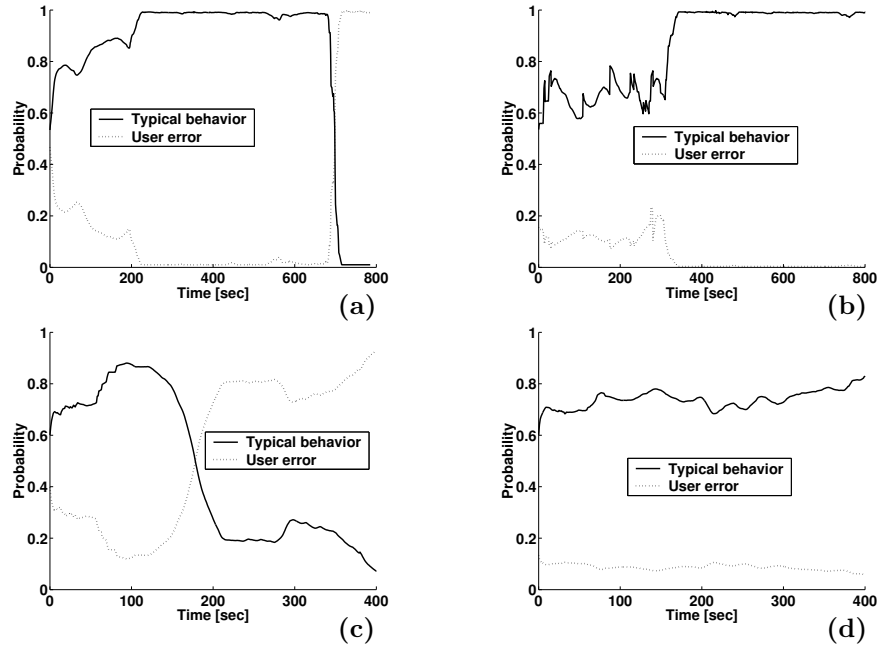 1
0.8
0.6
0.4
0.2
0
Probability
Typical behavior
User error
0 200 400 600 800
Time [sec]
(a)
1
0.8
0.6
0.4
0.2
0
Probability
Typical behavior
User error
0 200 400 600 800
Time [sec]
(b)
1
0.8
0.6
0.4
0.2
0
Probability
Typical behavior
User error
0 100 200 300 400
Time [sec]
(c)
1
0.8
0.6
0.4
0.2
0
Probability
Typical behavior
User error
0 100 200 300 400
Time [sec]
(d)